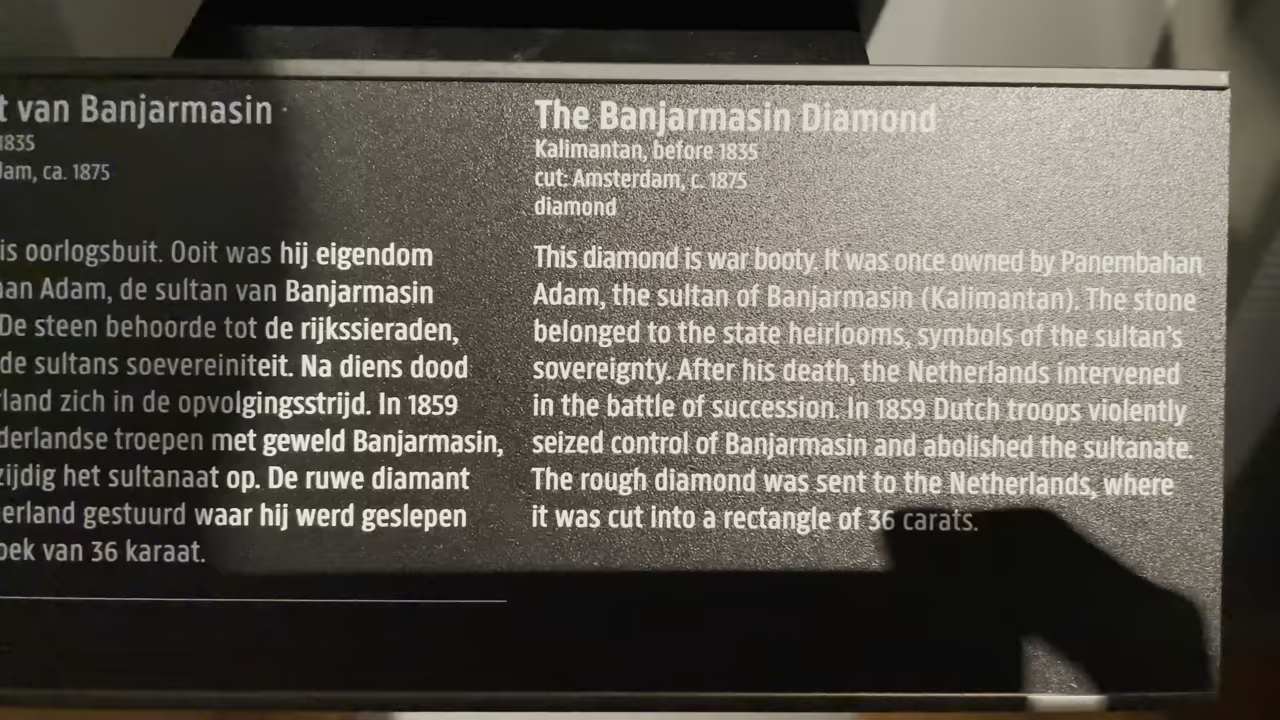 t van Banjarmasin
1835
dam, ca. 1875
is oorlogsbuit. Ooit was hij eigendom
an Adam, de sultan van Banjarmasin
De steen behoorde tot de rijkssieraden,
de sultans soevereiniteit. Na diens dood
land zich in de opvolgingsstrijd. In 1859
derlandse troepen met geweld Banjarmasin,
zijdig het sultanaat op. De ruwe diamant
erland gestuurd waar hij werd geslepen
oek van 36 karaat.
The Banjarmasin Diamond
Kalimantan, before 1835
cut: Amsterdam, c. 1875
diamond
This diamond is war booty. It was once owned by Panembahan
Adam, the sultan of Banjarmasin (Kalimantan). The stone
belonged to the state heirlooms, symbols of the sultan's
sovereignty. After his death, the Netherlands intervened
in the battle of succession. In 1859 Dutch troops violently
seized control of Banjarmasin and abolished the sultanate.
The rough diamond was sent to the Netherlands, where
it was cut into a rectangle of 36 carats.